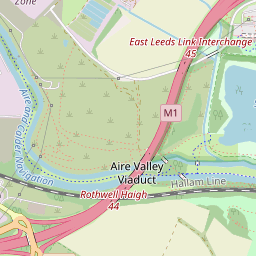 Zone
East Leeds Link Interchange
45
M1
Aire and Calder Navigation
Aire Valley
Viaduct
Hallam Line
Rothwell Haigh
44